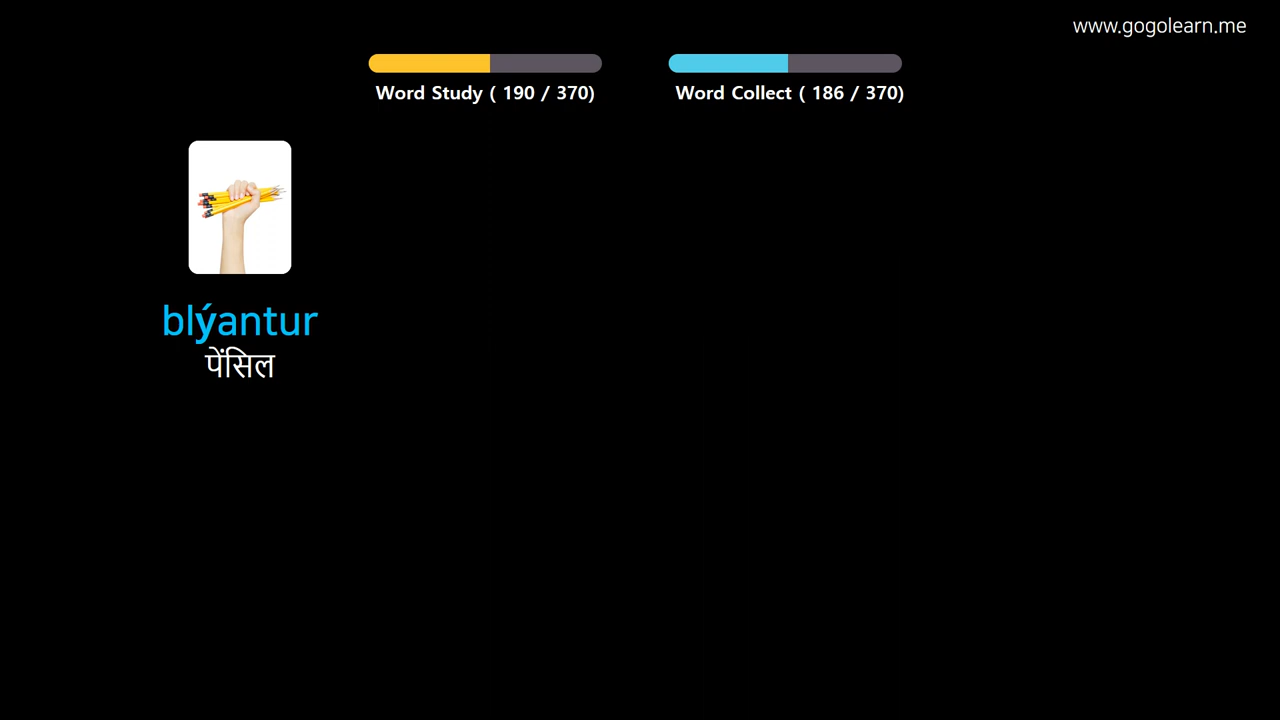 www.gogolearn.me
Word Study ( 190 / 370)
Word Collect ( 186 / 370)
blýantur
पेंसिल